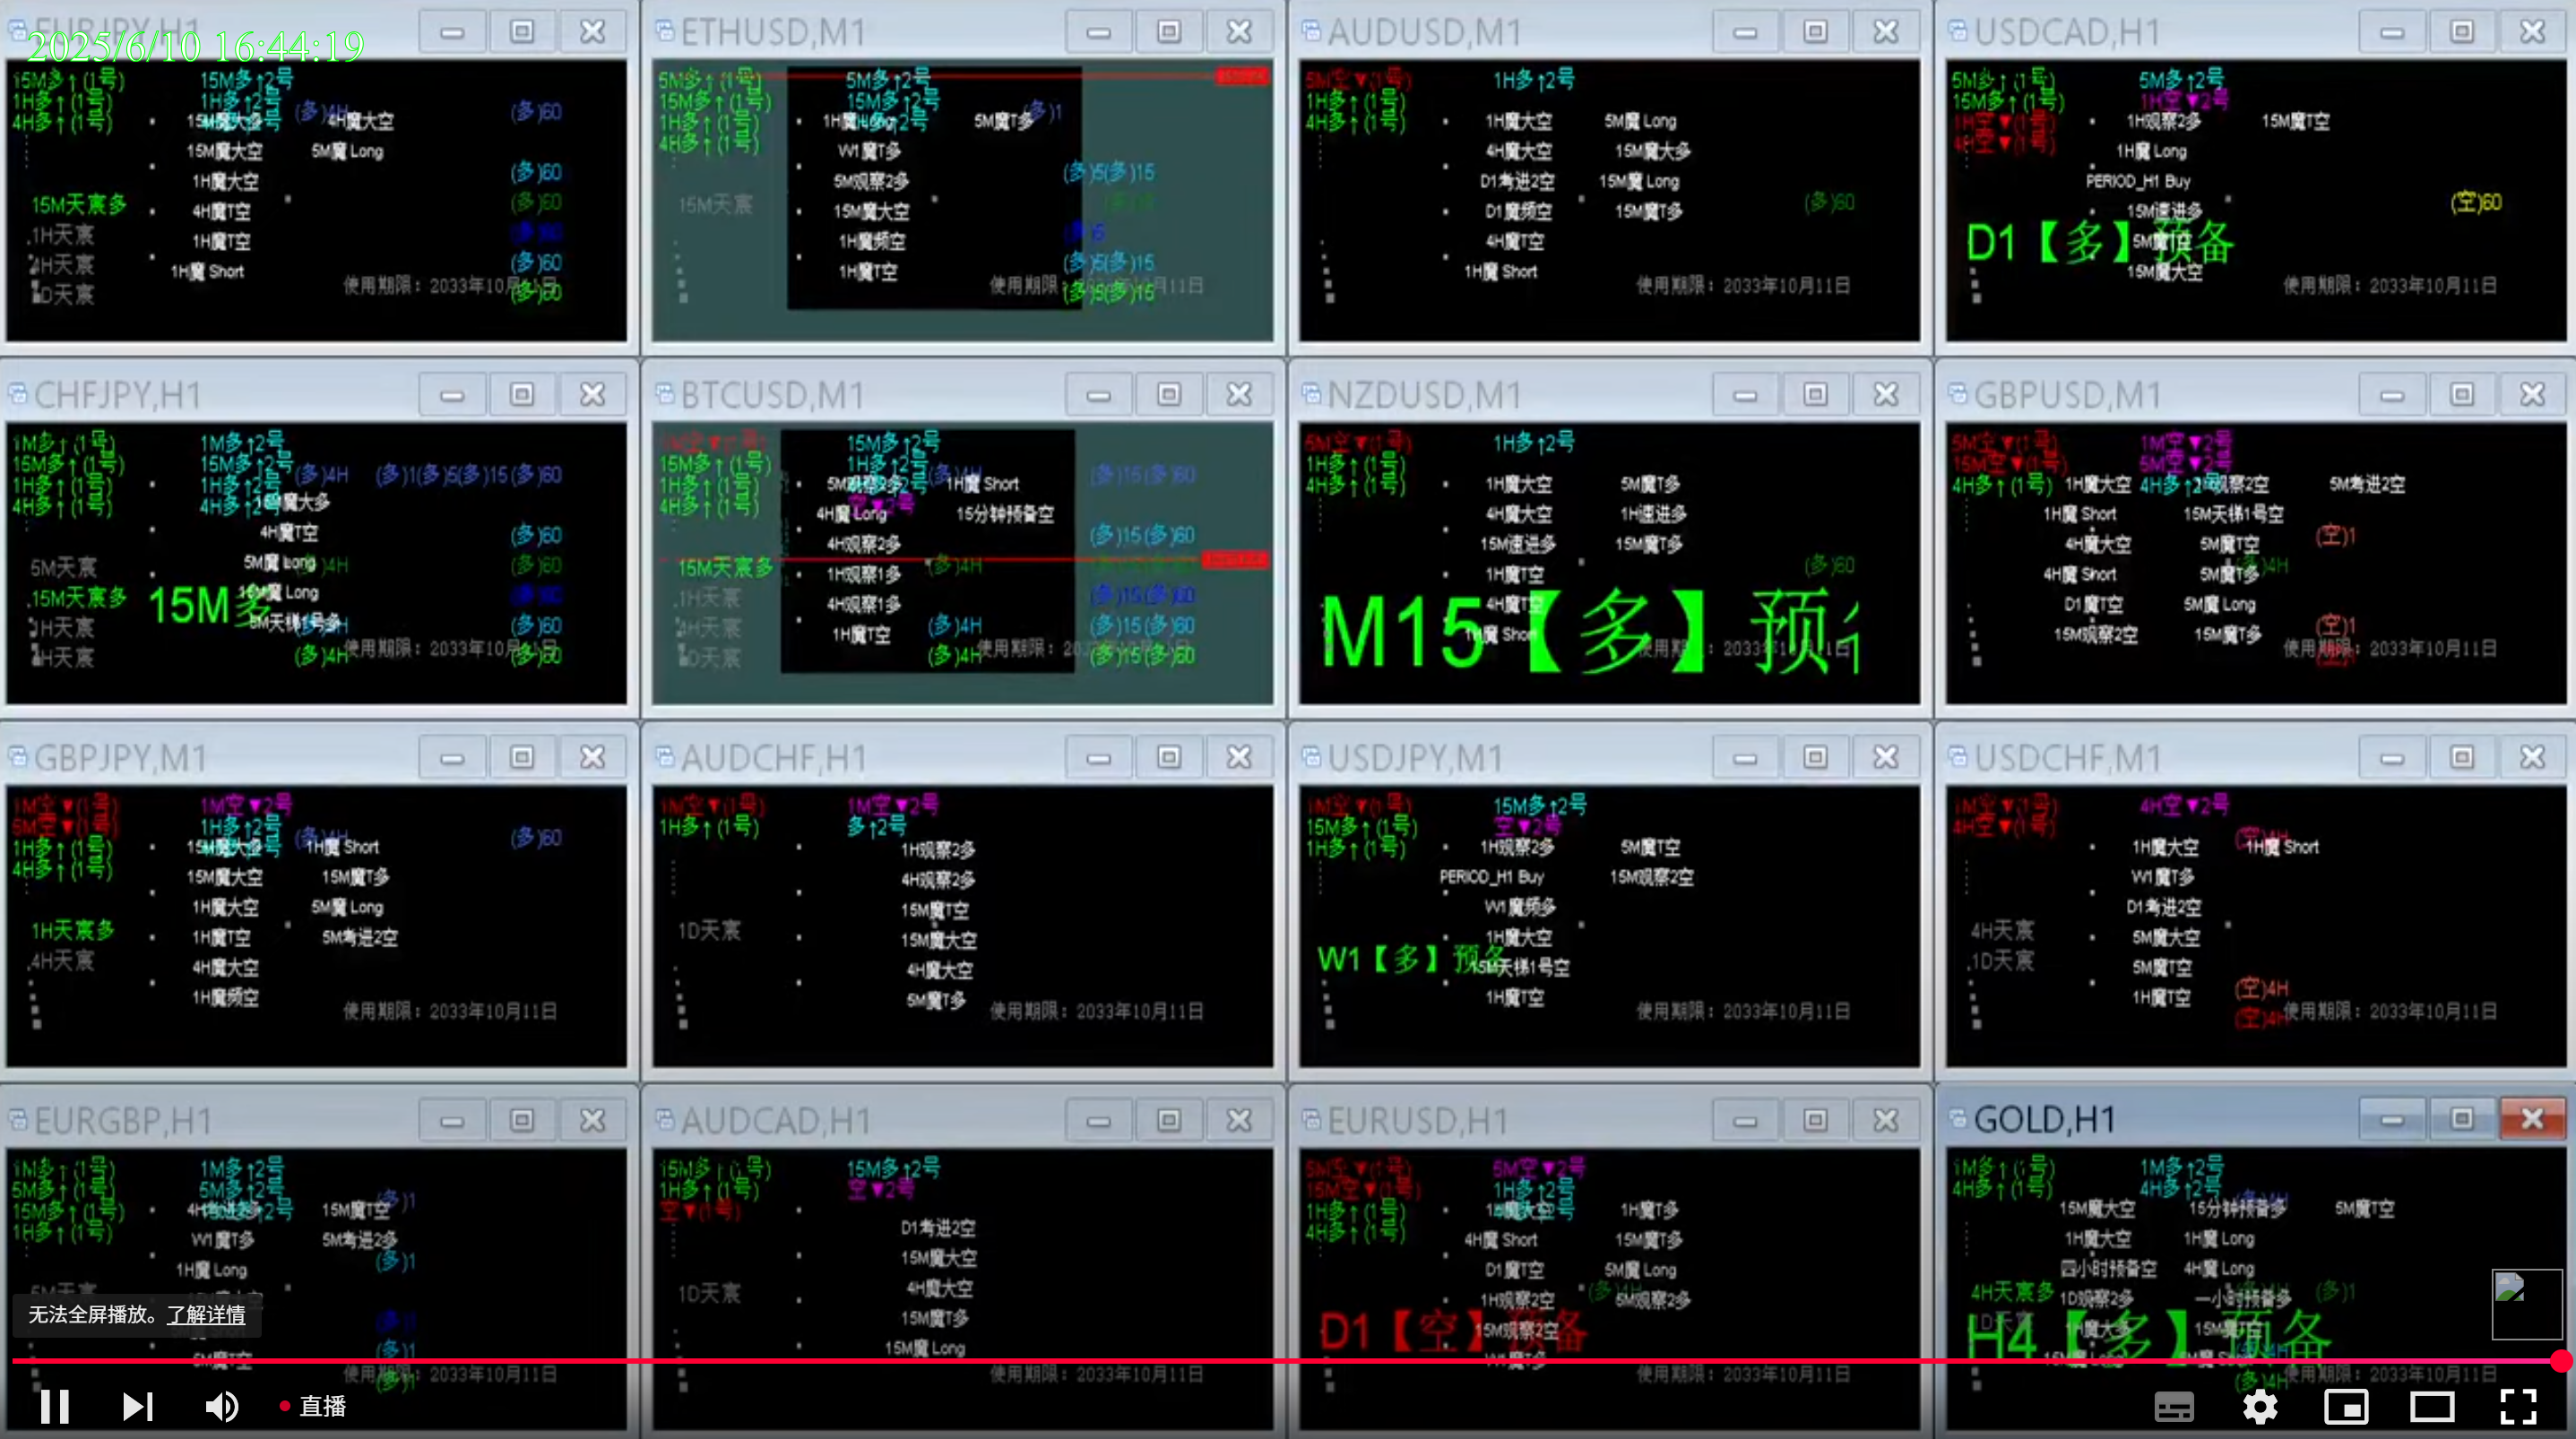 EURJPY,H1
2025/6/10 16:44:19
15M多↑(1号) 15M多↑2号
1H多↑(1号) 1H多↑2号 (多)4H (多)60
4H多↑(1号) 15M魔大多 4H魔大空
15M魔大空 5M魔 Long
1H魔大空 (多)60
15M天宸多 4H魔T空 (多)60
1H天宸 1H魔T空
4H天宸 1H魔 Short (多)60
1D天宸 使用期限：2033年10月11日 (多)60
ETHUSD,M1
5M多↑(1号) 5M多↑2号
15M多↑(1号) 15M多↑2号 (多)1
1H多↑(1号) 1H魔 Long 5M魔T多
4H多↑(1号) W1魔T多
5M观察2多 (多)5(多)15
15M天宸 15M魔大空
1H魔频空
1H魔T空 (多)5(多)15
使用期限 (多)5(多)15
AUDUSD,M1
5M空▼(1号) 1H多↑2号
1H多↑(1号)
4H多↑(1号) 1H魔大空 5M魔 Long
4H魔大空 15M魔大多
D1考进2空 15M魔 Long
D1魔频空 15M魔T多 (多)60
4H魔T空
1H魔 Short
使用期限：2033年10月11日
USDCAD,H1
5M多↑(1号) 5M多↑2号
15M多↑(1号) 1H空▼2号
1H空▼(1号) 1H观察2多 15M魔T空
4H空▼(1号) 1H魔 Long
PERIOD_H1 Buy
15M速进多 (空)60
D1【多】预备
5M魔T空
15M魔大空
使用期限：2033年10月11日
CHFJPY,H1
1M多↑(1号) 1M多↑2号
15M多↑(1号) 15M多↑2号 (多)4H (多)1(多)5(多)15(多)60
1H多↑(1号) 1H多↑2号
4H多↑(1号) 4H多↑2号 15M魔大多
4H魔T空 (多)60
5M天宸 5M魔 Long (多)4H (多)60
15M天宸多 15M多 15M魔 Long
1H天宸 5M天梯1号多 (多)60
4H天宸 (多)4H 使用期限：2033年10月11日 (多)60
BTCUSD,M1
15M多↑2号
15M多↑(1号) 1H多↑2号 (多)4H (多)15(多)60
1H多↑(1号) 5M观察2多 1H魔 Short
4H多↑(1号) 空▼2号
4H魔 Long 15分钟预备空
4H观察2多 (多)15(多)60
15M天宸多 1H观察1多 (多)4H
1H天宸 4H观察1多 (多)15(多)60
4H天宸 1H魔T空 (多)4H (多)15(多)60
1D天宸 (多)4H 使用期限 (多)15(多)60
NZDUSD,M1
5M空▼(1号) 1H多↑2号
1H多↑(1号)
4H多↑(1号) 1H魔大空 5M魔T多
4H魔大空 1H速进多
15M速进多 15M魔T多
1H魔T空 (多)60
4H魔T空
M15【多】预
1H魔 Short
GBPUSD,M1
5M空▼(1号) 1M空▼2号
15M空▼(1号) 5M空▼2号
4H多↑(1号) 1H魔大空 4H多↑2号 观察2空 5M考进2空
1H魔 Short 15M天梯1号空
4H魔大空 5M魔T空 (空)1
4H魔 Short 5M魔T多 4H
D1魔T空 5M魔 Long
15M观察2空 15M魔T多 (空)1
使用期限：2033年10月11日
GBPJPY,M1
1M空▼(1号) 1M空▼2号
5M空▼(1号) 1H多↑2号 (多)4H (多)60
1H多↑(1号) 15M魔大多 1H魔 Short
4H多↑(1号) 15M魔大空 15M魔T多
1H魔大空 5M魔 Long
1H天宸多 1H魔T空 5M考进2空
4H天宸 4H魔大空
1H魔频空
使用期限：2033年10月11日
AUDCHF,H1
1M空▼(1号) 1M空▼2号
1H多↑(1号) 多↑2号
1H观察2多
4H观察2多
15M魔T空
1D天宸 15M魔大空
4H魔大空
5M魔T多
使用期限：2033年10月11日
USDJPY,M1
1M空▼(1号) 15M多↑2号
15M多↑(1号) 空▼2号
1H多↑(1号) 1H观察2多 5M魔T空
PERIOD_H1 Buy 15M观察2空
W1魔频多
1H魔大空
W1【多】预备
15M天梯1号空
1H魔T空
使用期限：2033年10月11日
USDCHF,M1
1M空▼(1号) 4H空▼2号
4H空▼(1号) (空)4H
1H魔大空 1H魔 Short
W1魔T多
D1考进2空
4H天宸 5M魔大空
1D天宸 5M魔T空
1H魔T空 (空)4H
(空)4H 使用期限：2033年10月11日
EURGBP,H1
1M多↑(1号) 1M多↑2号
5M多↑(1号) 5M多↑2号 (多)1
15M多↑(1号) 4H考进2多 15M魔T空
1H多↑(1号) W1魔T多 5M考进2多
1H魔 Long (多)1
5M天宸
5M魔T空 (多)1
使用期限：2033年10月11日
AUDCAD,H1
15M多↑(1号) 15M多↑2号
1H多↑(1号) 空▼2号
空▼(1号)
D1考进2空
15M魔大空
1D天宸 4H魔大空
15M魔T多
15M魔 Long
使用期限：2033年10月11日
EURUSD,H1
5M空▼(1号) 5M空▼2号
15M空▼(1号) 1H多↑2号
1H多↑(1号) 1H魔T多
4H多↑(1号) 4H魔 Short 15M魔T多
D1魔T空 5M魔 Long
1H观察2空 5M观察2多
D1【空】预备
15M观察2空
使用期限：2033年10月11日
GOLD,H1
1M多↑(1号) 1M多↑2号
4H多↑(1号) 4H多↑2号
15M魔大空 15分钟预备多 5M魔T空
1H魔大空 1H魔 Long
四小时预备空 4H魔 Long
4H天宸多 1D观察2多 一小时预备多 (多)1
1D天宸 1H魔大多 15M魔T空
H4【多】预备
(多)4H 使用期限：2033年10月11日
无法全屏播放。了解详情
直播